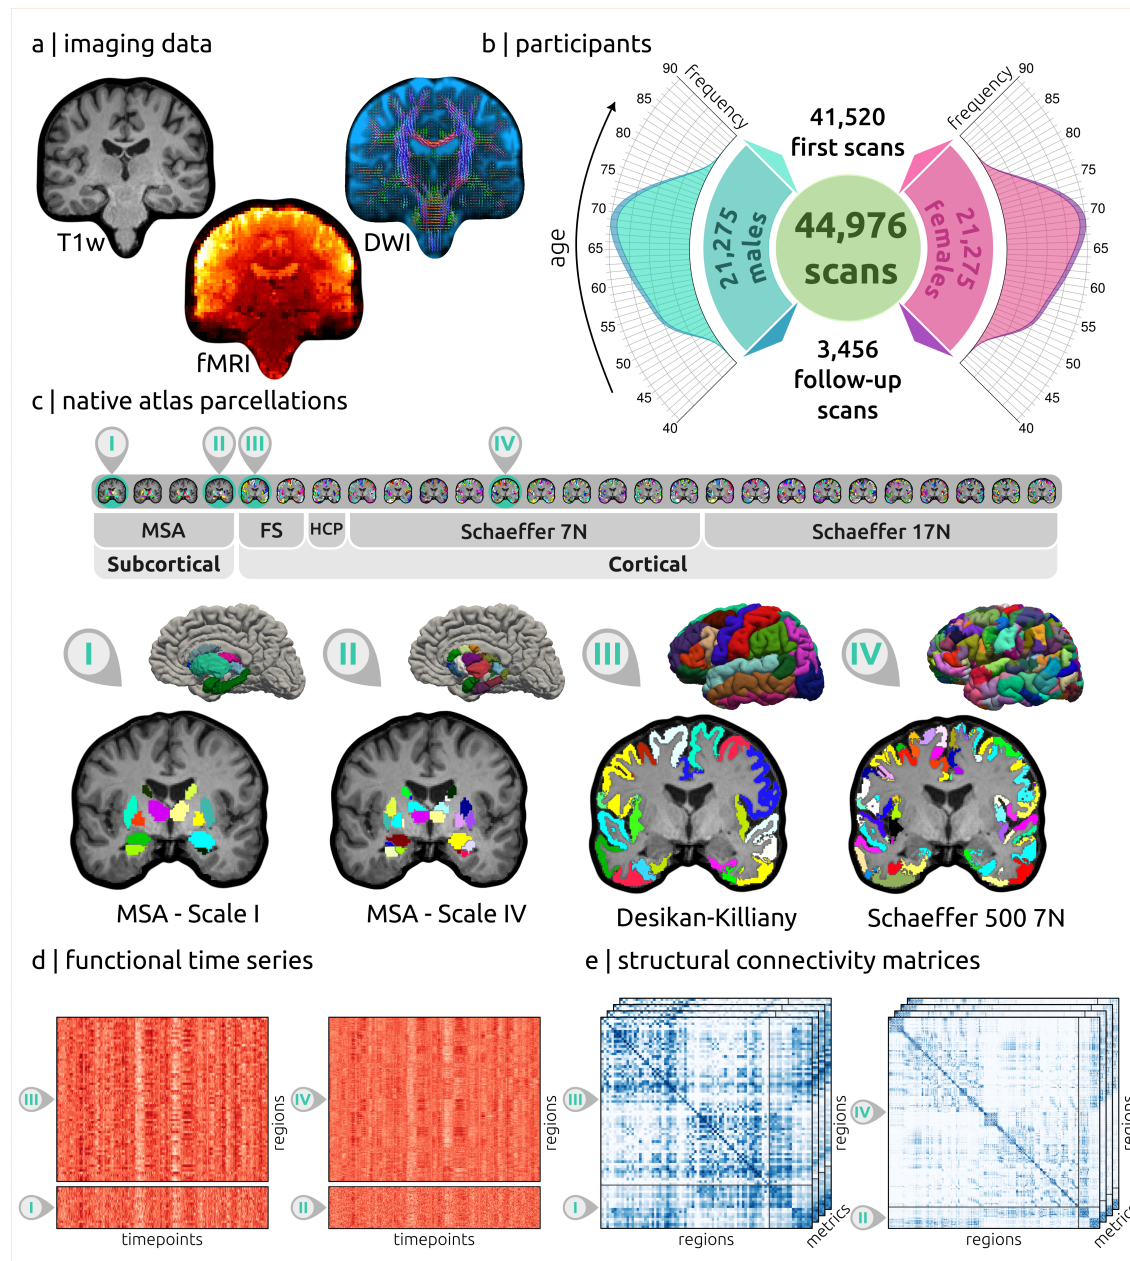 a | imaging data
T1w
fMRI
DWI
b | participants
90
85
80
75
70
65
60
55
50
45
40
age
frequency
21,275
males
41,520
first scans
44,976
scans
3,456
follow-up
scans
21,275
females
frequency
90
85
80
75
70
65
60
55
50
45
40
c | native atlas parcellations
I
II
III
IV
MSA
FS
HCP
Schaeffer 7N
Schaeffer 17N
Subcortical
Cortical
I
II
III
IV
MSA - Scale I
MSA - Scale IV
Desikan-Killiany
Schaeffer 500 7N
d | functional time series
III
I
regions
timepoints
IV
II
regions
timepoints
e | structural connectivity matrices
III
I
regions
regions
metrics
IV
II
regions
regions
metrics